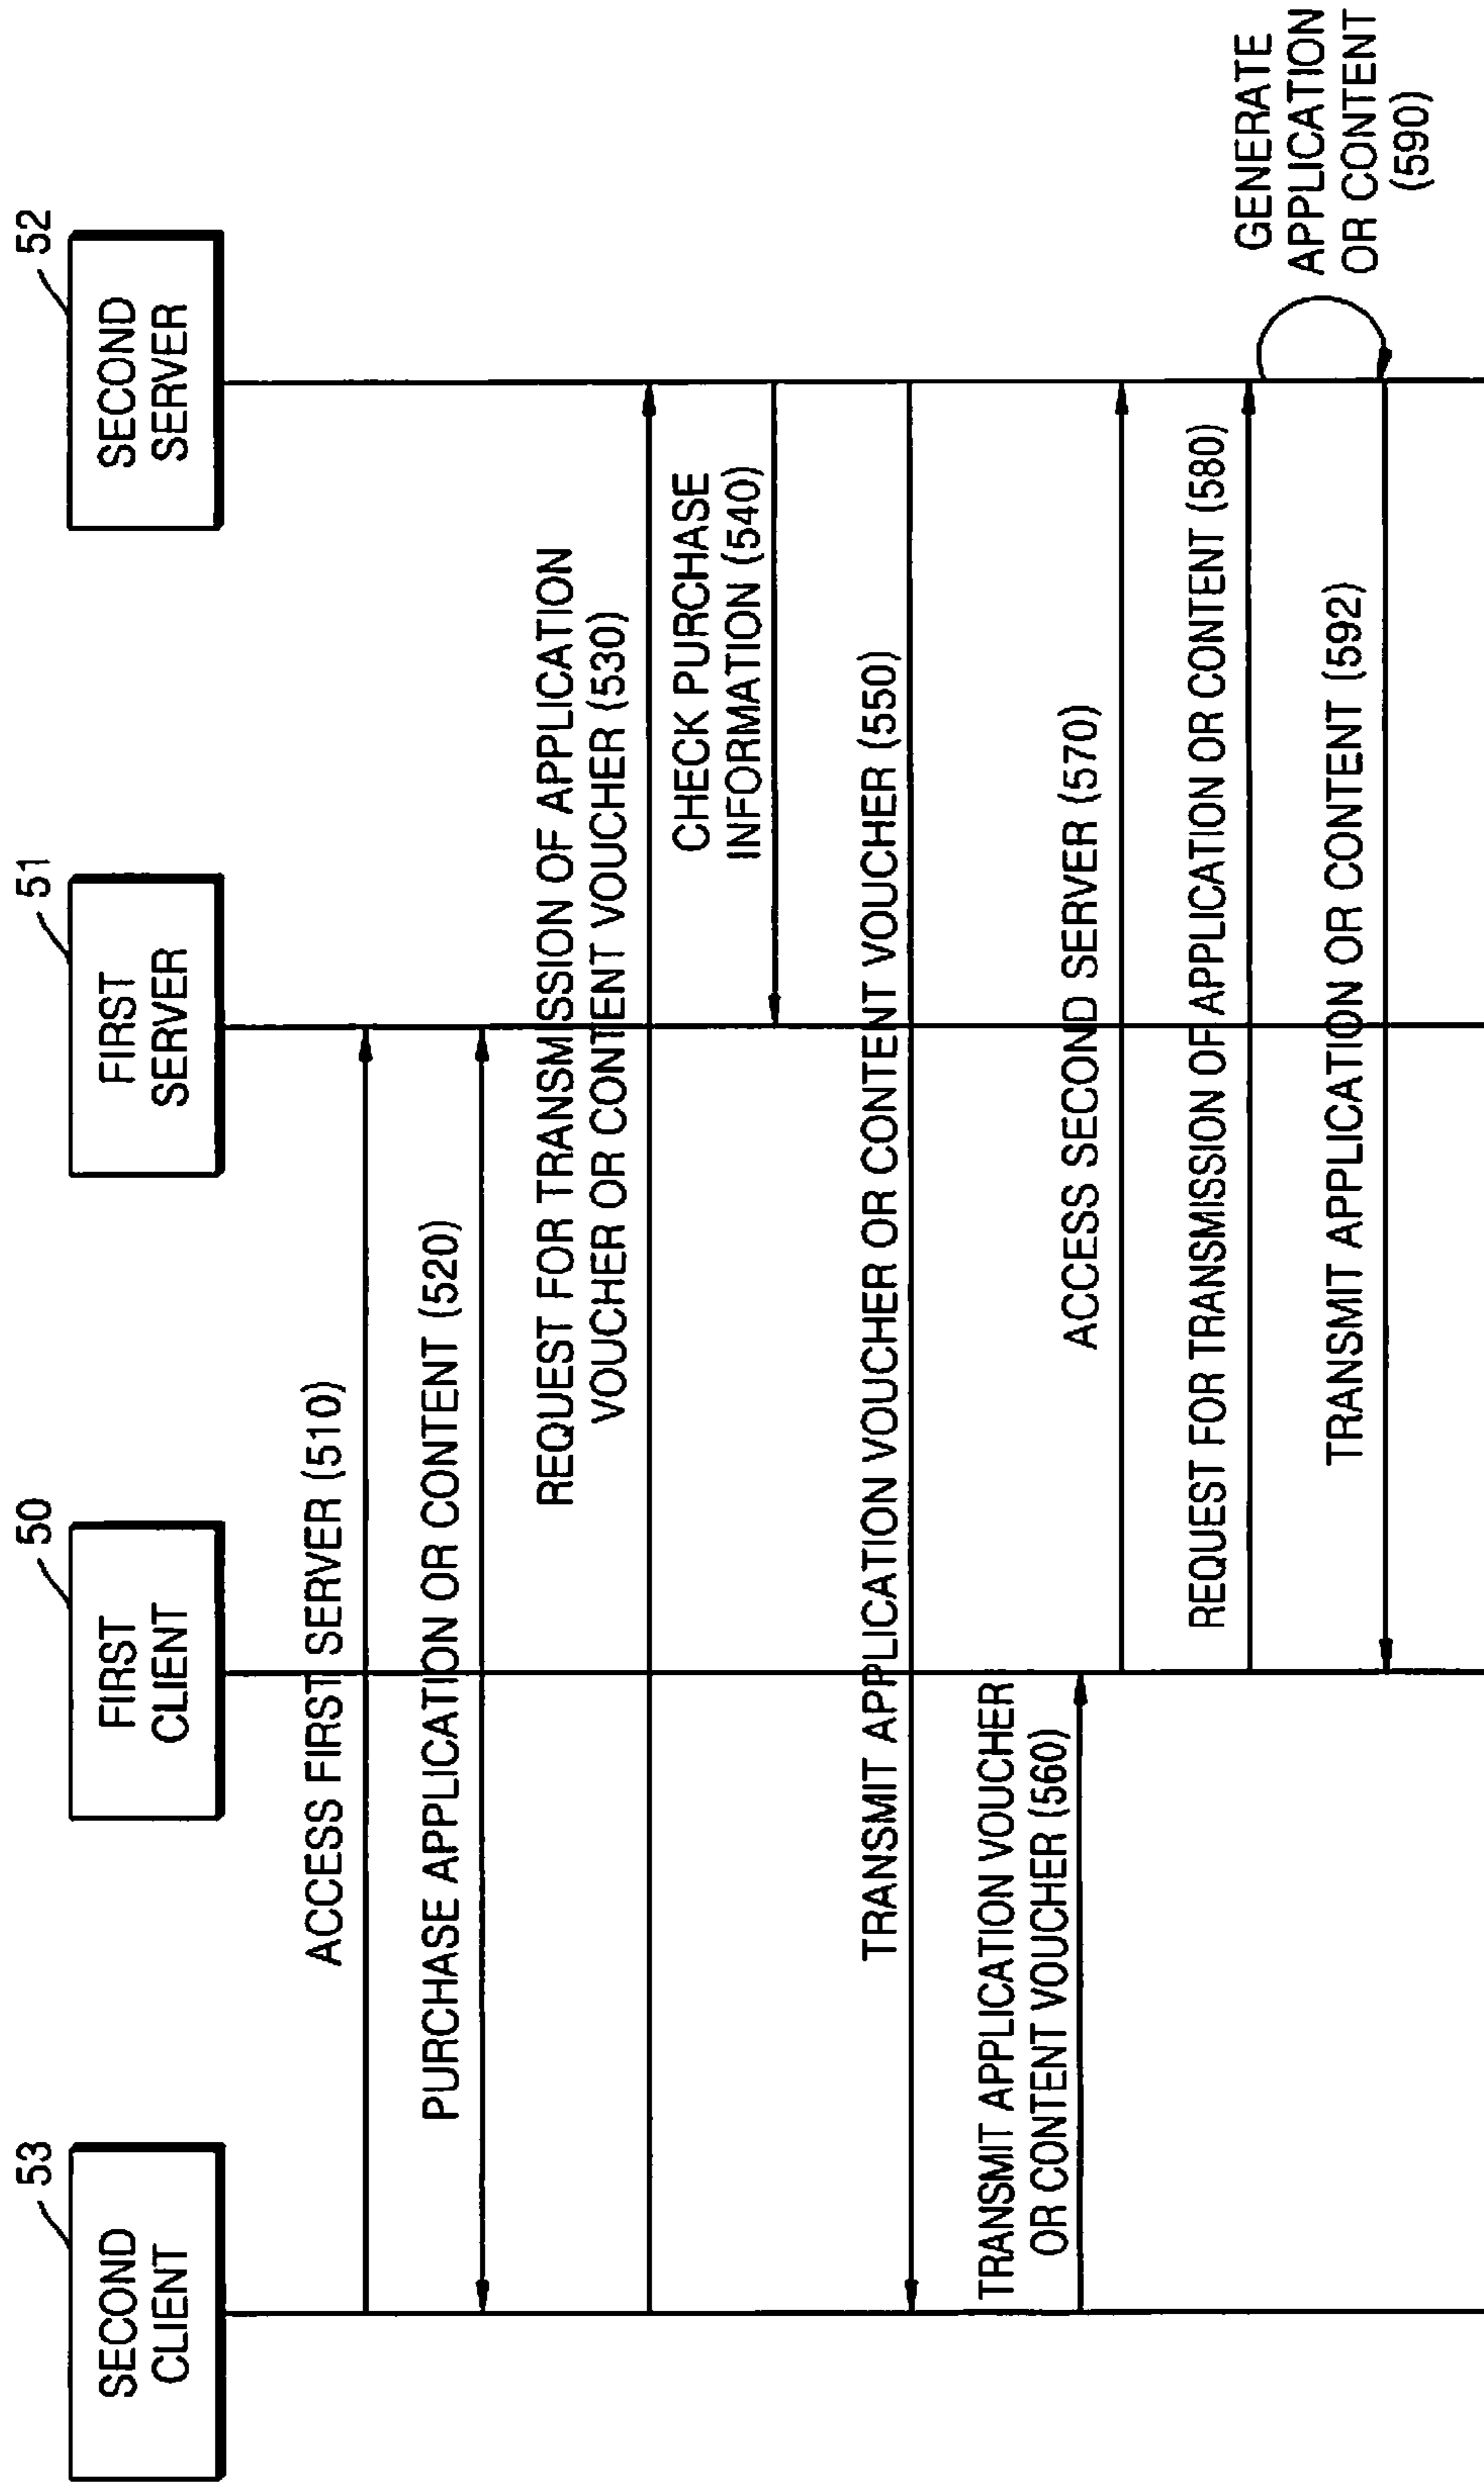 53
SECOND
CLIENT
50
FIRST
CLIENT
51
FIRST
SERVER
52
SECOND
SERVER
ACCESS FIRST SERVER (510)
PURCHASE APPLICATION OR CONTENT (520)
REQUEST FOR TRANSMISSION OF APPLICATION
VOUCHER OR CONTENT VOUCHER (530)
CHECK PURCHASE
INFORMATION (540)
TRANSMIT APPLICATION VOUCHER OR CONTENT VOUCHER (550)
TRANSMIT APPLICATION VOUCHER
OR CONTENT VOUCHER (560)
ACCESS SECOND SERVER (570)
REQUEST FOR TRANSMISSION OF APPLICATION OR CONTENT (580)
GENERATE
APPLICATION
OR CONTENT
(590)
TRANSMIT APPLICATION OR CONTENT (592)